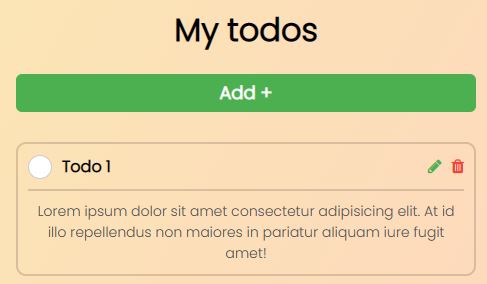 My todos
Add +
Todo 1
Lorem ipsum dolor sit amet consectetur adipisicing elit. At id
illo repellendus non maiores in pariatur aliquam iure fugit
amet!